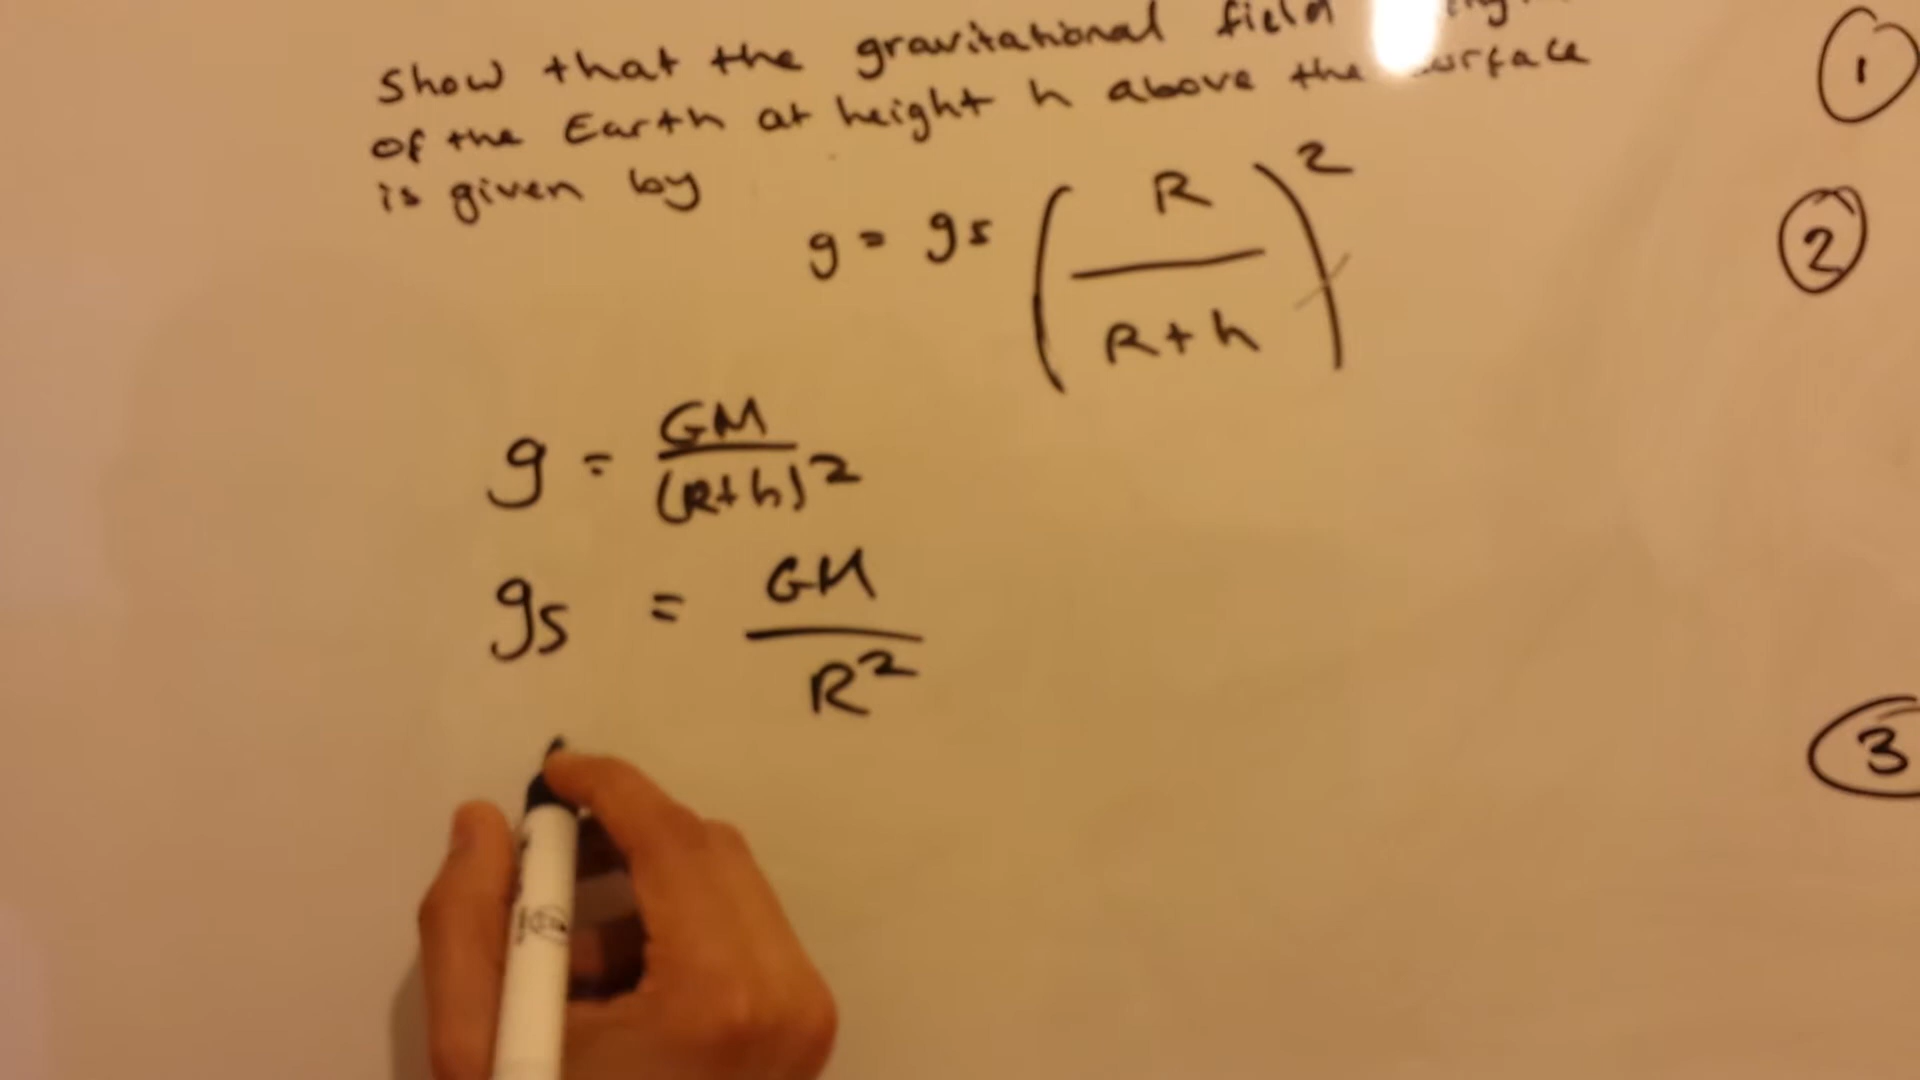 show that the gravitational field
of the Earth at height h above the surface
is given by
g = gs ( R / R+h )²
g = GM / (R+h)²
gs = GM / R²
1
2
3